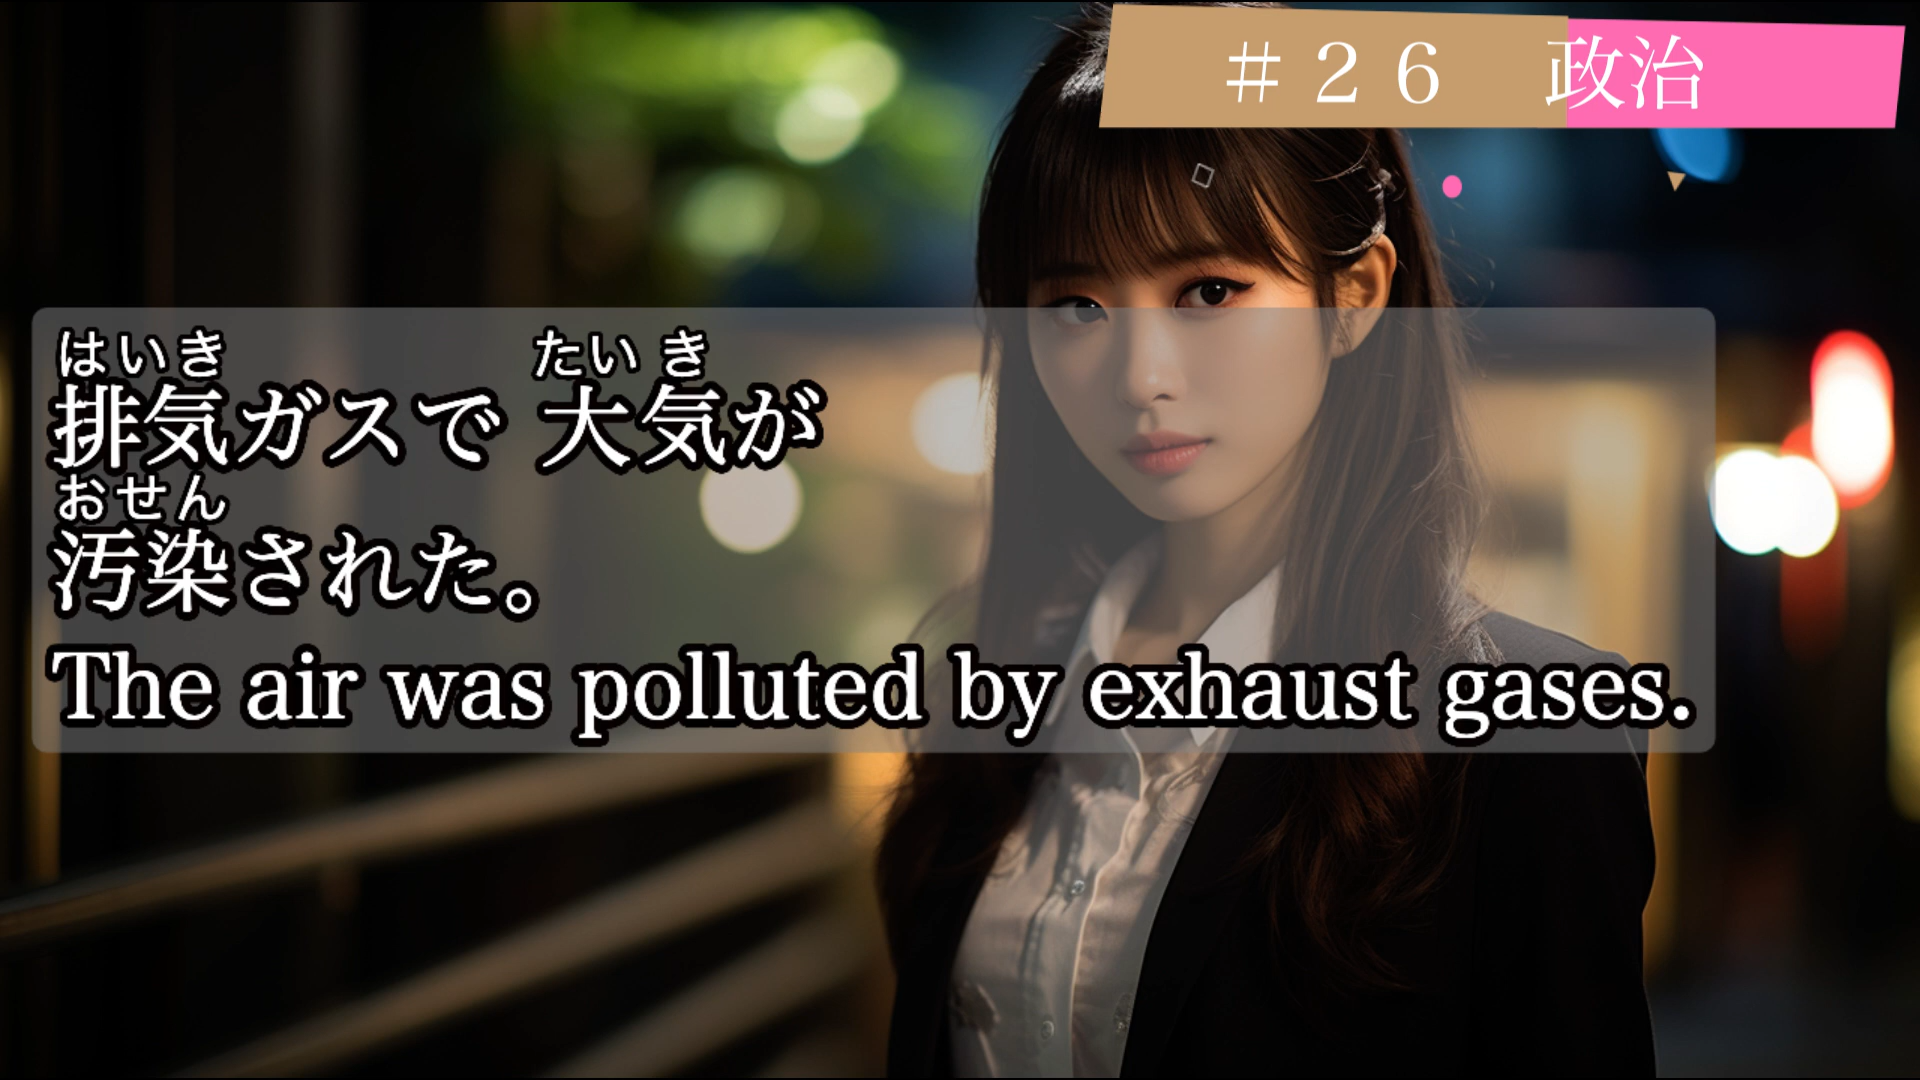 ＃２６　政治
はいき たいき
排気ガスで 大気が
おせん
汚染された。
The air was polluted by exhaust gases.